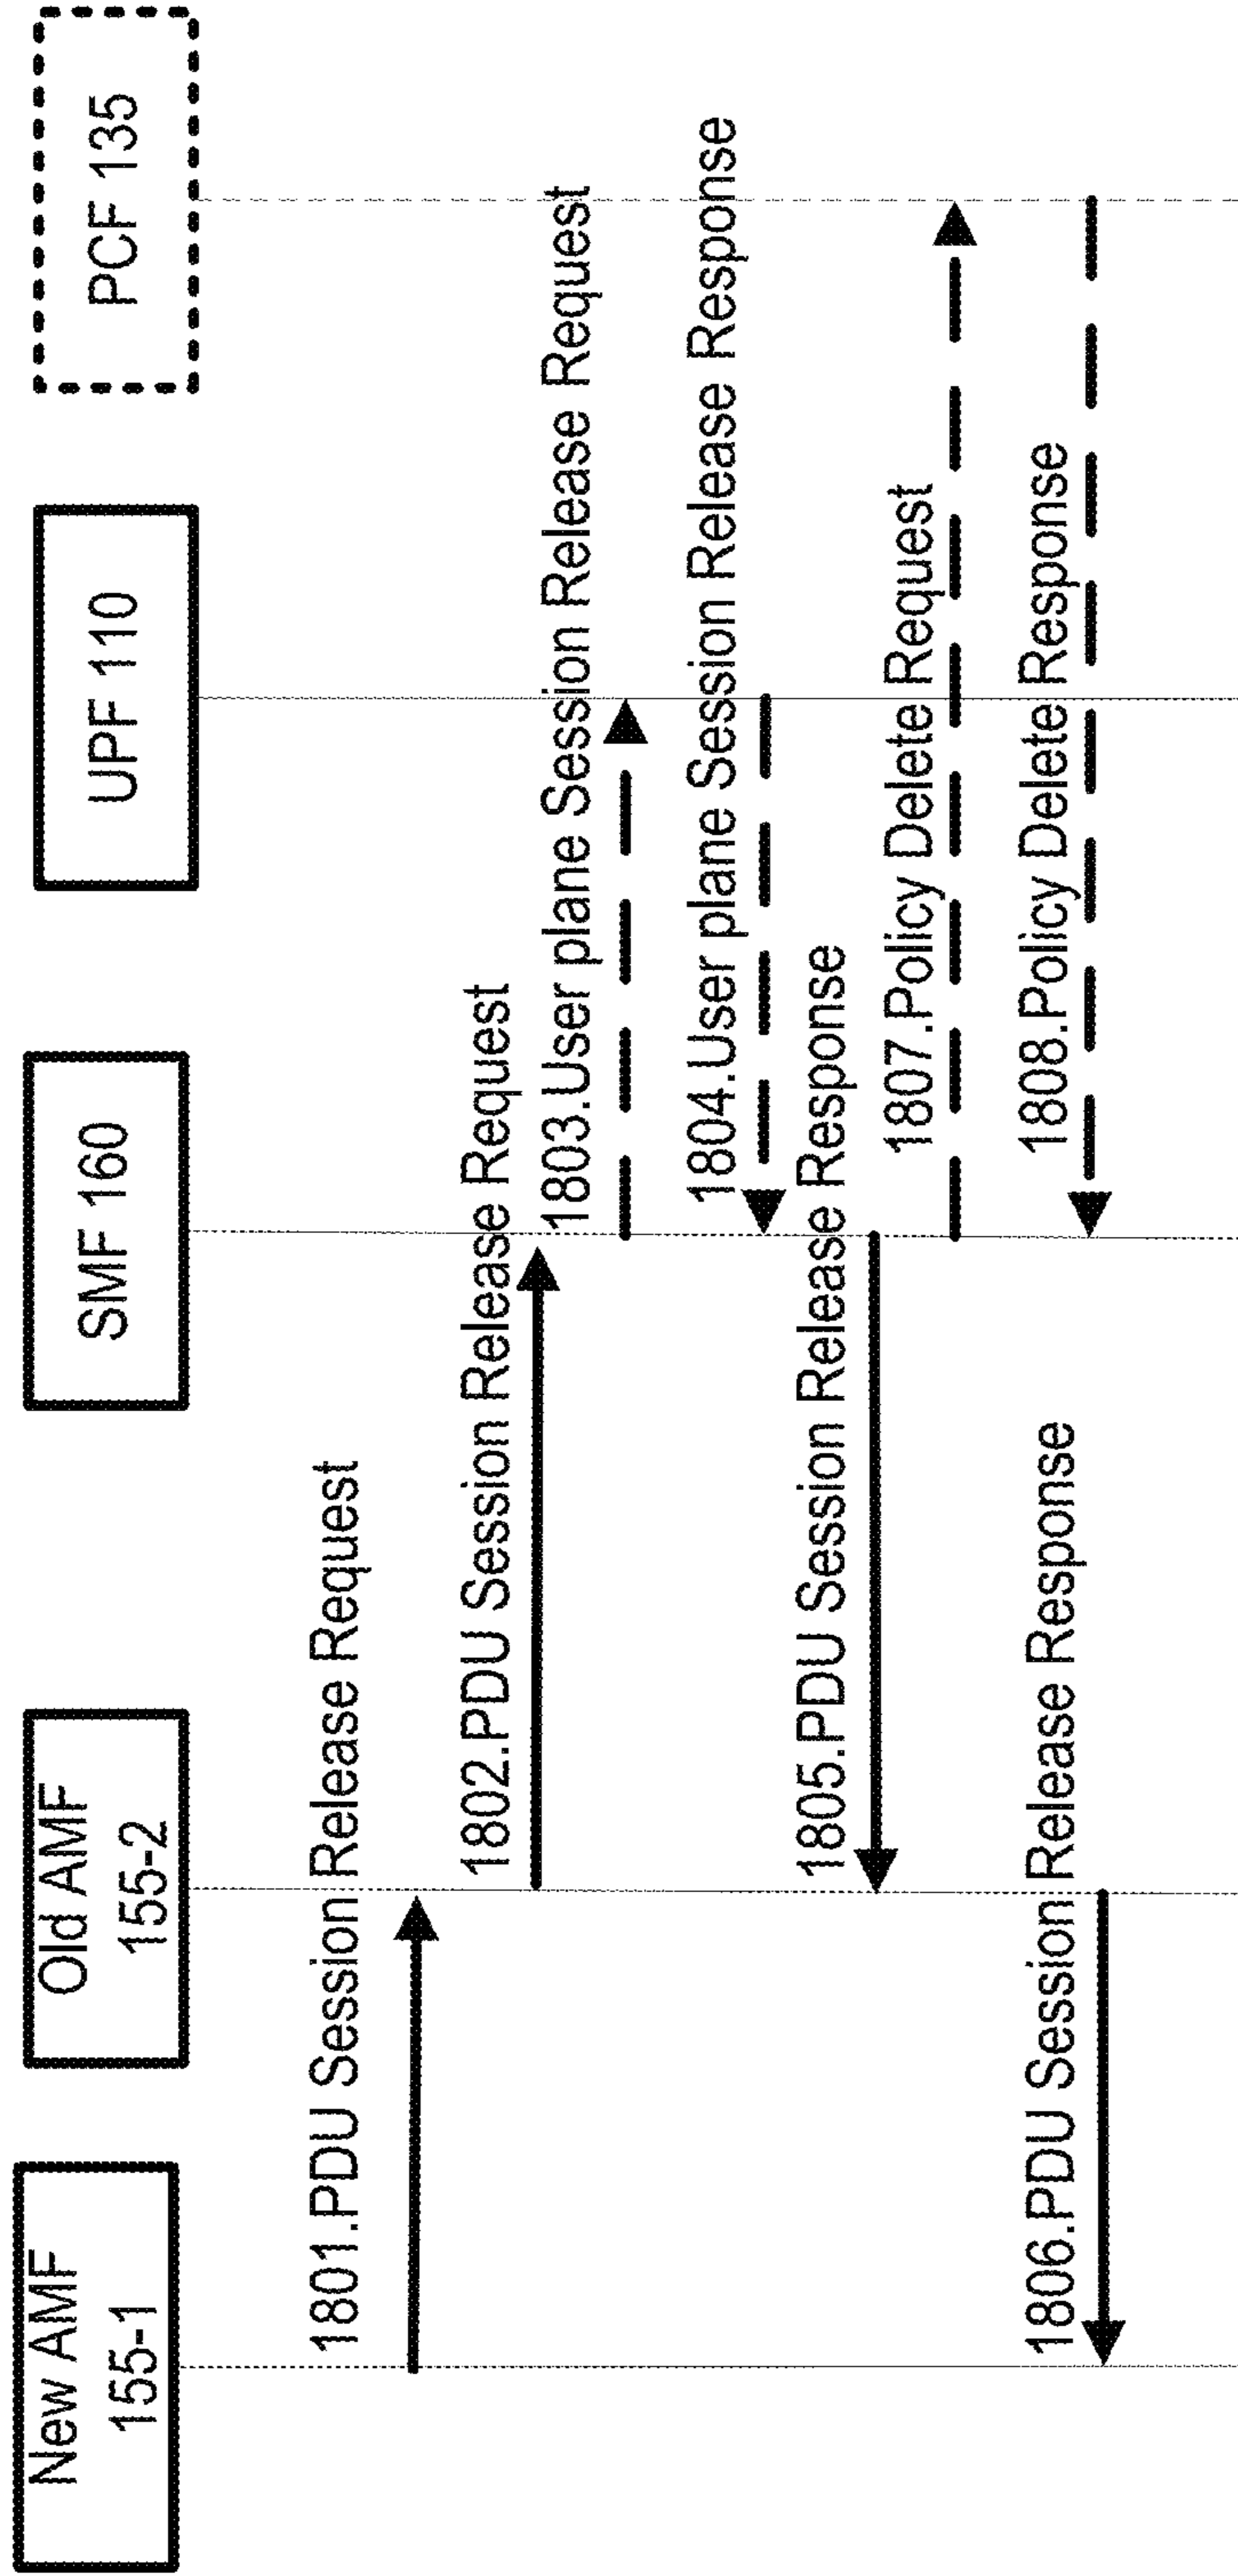 New AMF
155-1
Old AMF
155-2
SMF 160
UPF 110
PCF 135
1801.PDU Session Release Request
1802.PDU Session Release Request
1803.User plane Session Release Request
1804.User plane Session Release Response
1805.PDU Session Release Response
1807.Policy Delete Request
1808.Policy Delete Response
1806.PDU Session Release Response